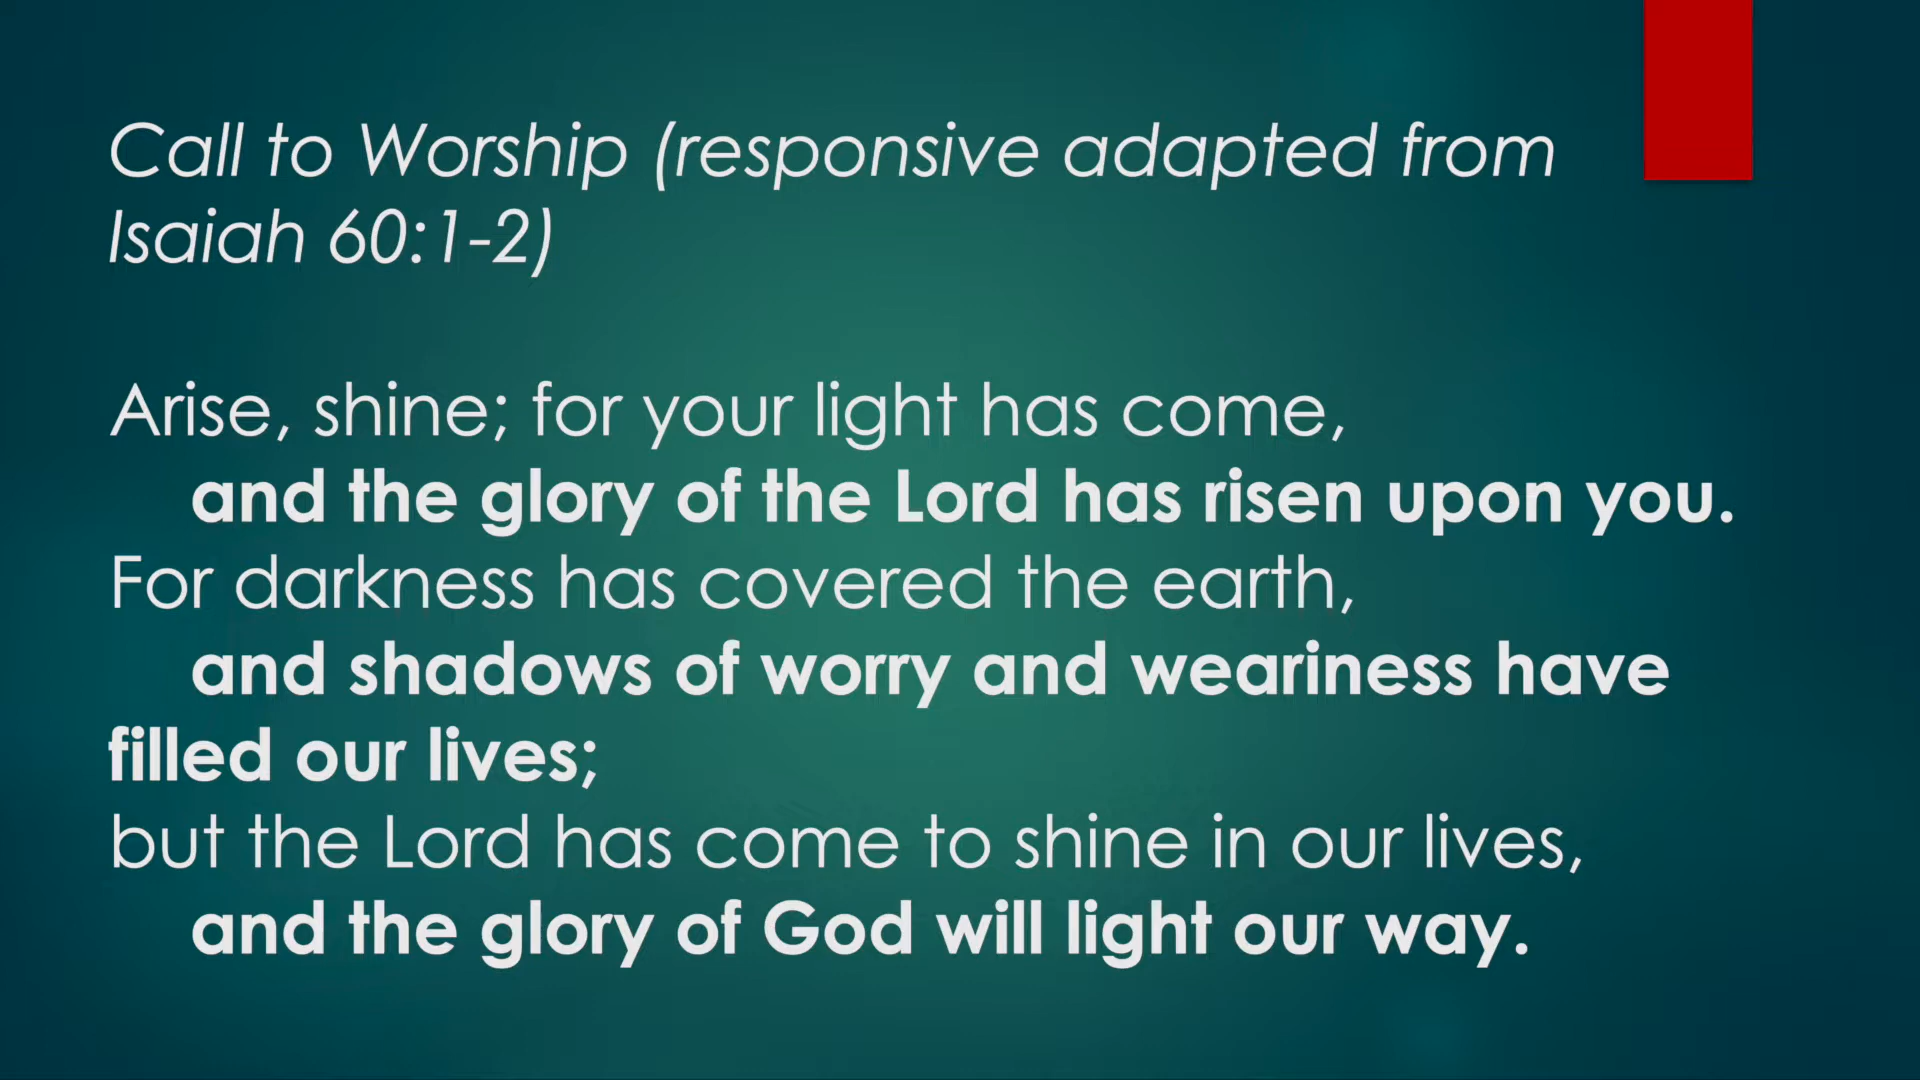 Call to Worship (responsive adapted from
Isaiah 60:1-2)
Arise, shine; for your light has come,
and the glory of the Lord has risen upon you.
For darkness has covered the earth,
and shadows of worry and weariness have
filled our lives;
but the Lord has come to shine in our lives,
and the glory of God will light our way.